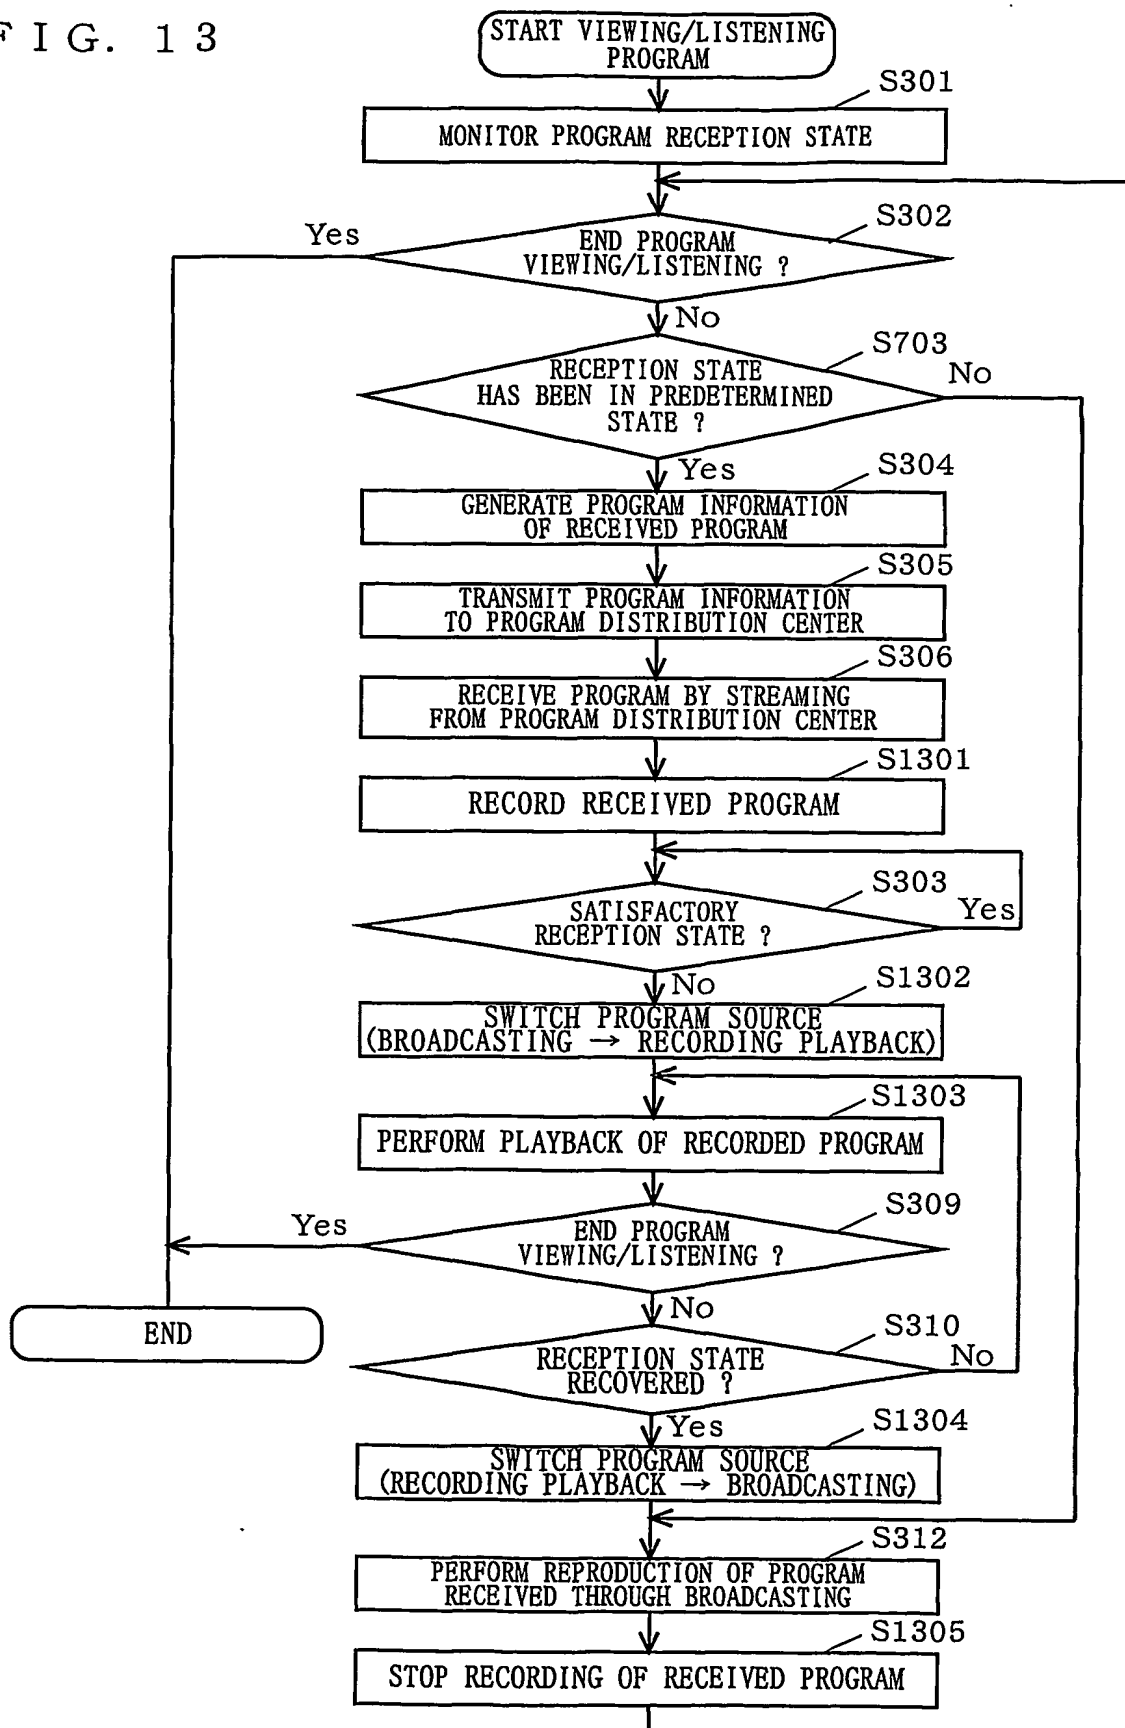 FIG. 13
START VIEWING/LISTENING
PROGRAM
S301
MONITOR PROGRAM RECEPTION STATE
S302
Yes
END PROGRAM
VIEWING/LISTENING ?
No
S703
No
RECEPTION STATE
HAS BEEN IN PREDETERMINED
STATE ?
Yes
S304
GENERATE PROGRAM INFORMATION
OF RECEIVED PROGRAM
S305
TRANSMIT PROGRAM INFORMATION
TO PROGRAM DISTRIBUTION CENTER
S306
RECEIVE PROGRAM BY STREAMING
FROM PROGRAM DISTRIBUTION CENTER
S1301
RECORD RECEIVED PROGRAM
S303
SATISFACTORY
RECEPTION STATE ?
Yes
No
S1302
SWITCH PROGRAM SOURCE
(BROADCASTING → RECORDING PLAYBACK)
S1303
PERFORM PLAYBACK OF RECORDED PROGRAM
S309
Yes
END PROGRAM
VIEWING/LISTENING ?
No
END
S310
RECEPTION STATE
RECOVERED ?
No
Yes
S1304
SWITCH PROGRAM SOURCE
(RECORDING PLAYBACK → BROADCASTING)
S312
PERFORM REPRODUCTION OF PROGRAM
RECEIVED THROUGH BROADCASTING
S1305
STOP RECORDING OF RECEIVED PROGRAM